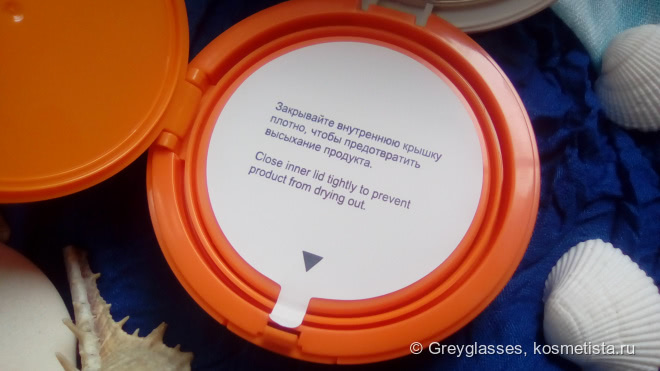 Закрывайте внутреннюю крышку
плотно, чтобы предотвратить
высыхание продукта.
Close inner lid tightly to prevent
product from drying out.
© Greyglasses, kosmetista.ru